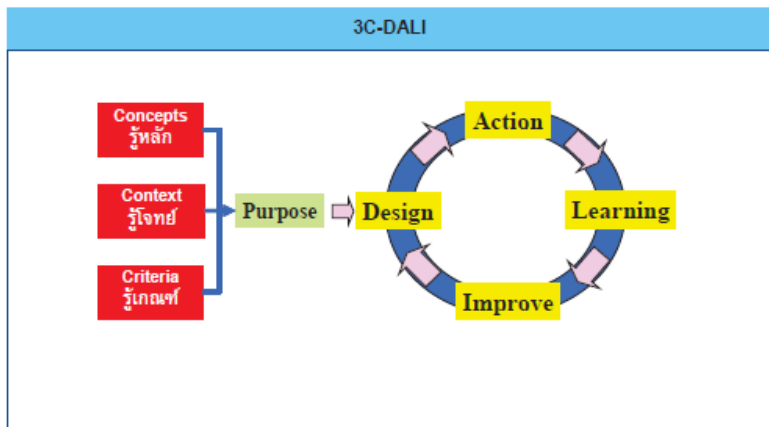 3C-DALI
Concepts
รู้หลัก
Context
รู้โจทย์
Criteria
รู้เกณฑ์
Purpose
Design
Action
Learning
Improve